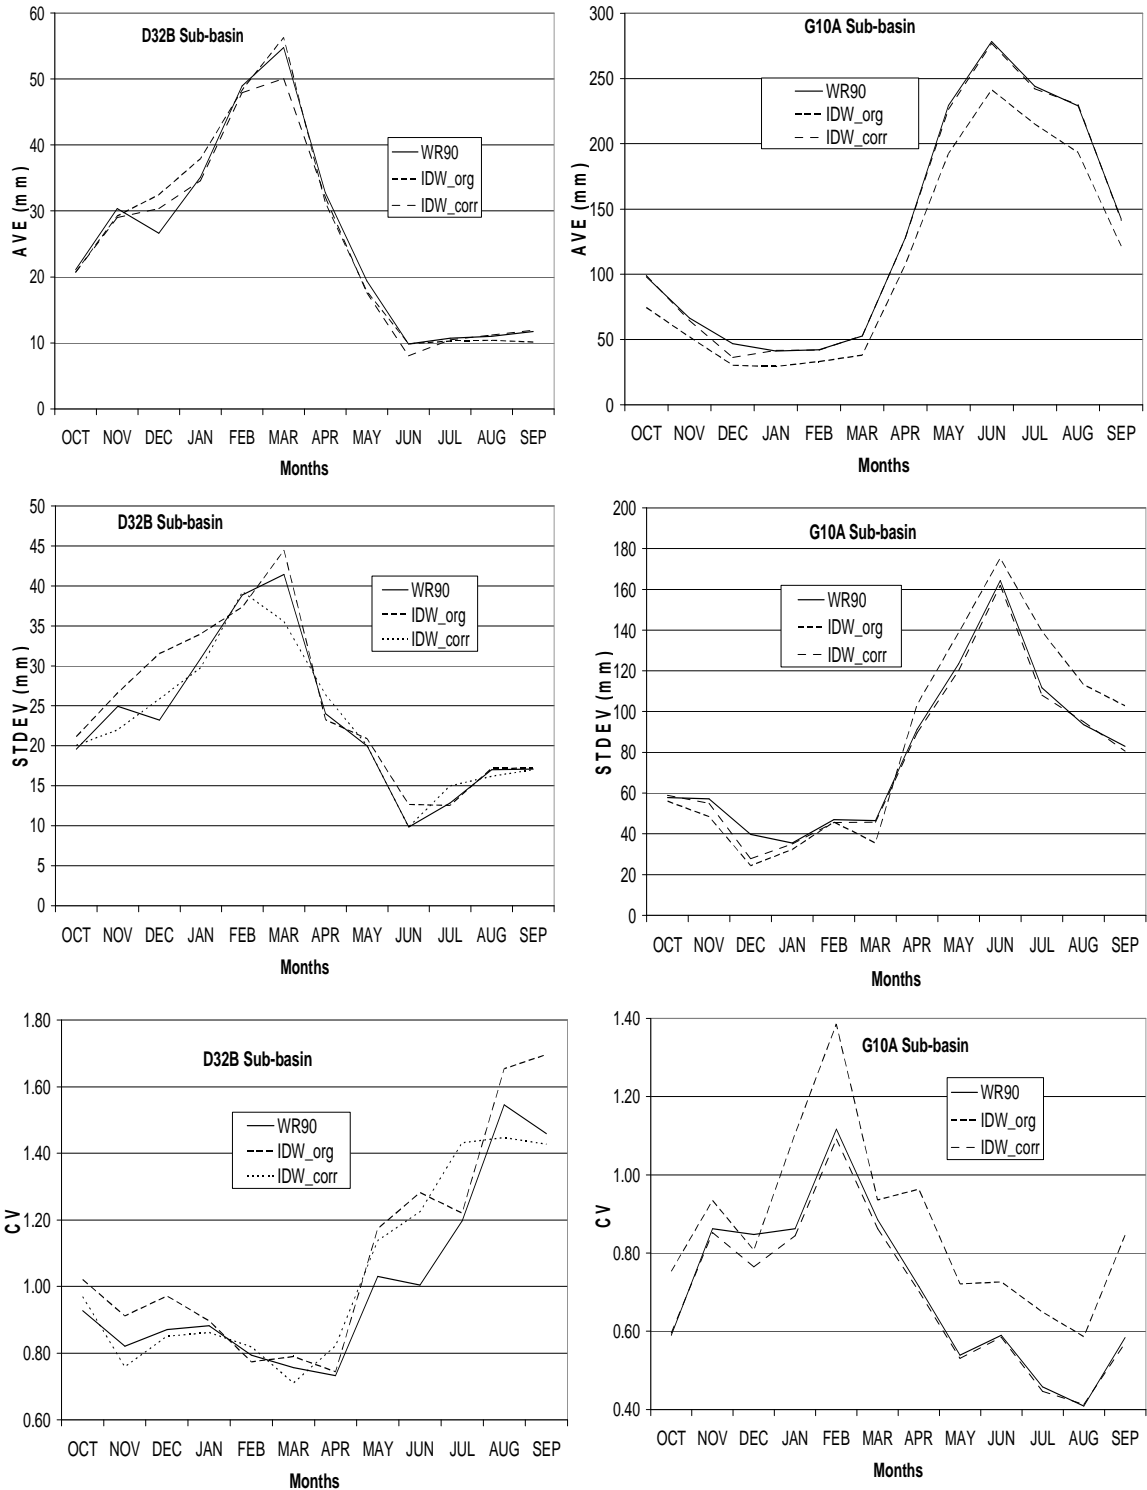 D32B Sub-basin
AVE (mm)
60
50
40
30
20
10
0
WR90
IDW_org
IDW_corr
OCT NOV DEC JAN FEB MAR APR MAY JUN JUL AUG SEP
Months
G10A Sub-basin
AVE (mm)
300
250
200
150
100
50
0
WR90
IDW_org
IDW_corr
OCT NOV DEC JAN FEB MAR APR MAY JUN JUL AUG SEP
Months
D32B Sub-basin
STDEV (mm)
50
45
40
35
30
25
20
15
10
5
0
WR90
IDW_org
IDW_corr
OCT NOV DEC JAN FEB MAR APR MAY JUN JUL AUG SEP
Months
G10A Sub-basin
STDEV (mm)
200
180
160
140
120
100
80
60
40
20
0
WR90
IDW_org
IDW_corr
OCT NOV DEC JAN FEB MAR APR MAY JUN JUL AUG SEP
Months
D32B Sub-basin
CV
1.80
1.60
1.40
1.20
1.00
0.80
0.60
WR90
IDW_org
IDW_corr
OCT NOV DEC JAN FEB MAR APR MAY JUN JUL AUG SEP
Months
G10A Sub-basin
CV
1.40
1.20
1.00
0.80
0.60
0.40
WR90
IDW_org
IDW_corr
OCT NOV DEC JAN FEB MAR APR MAY JUN JUL AUG SEP
Months